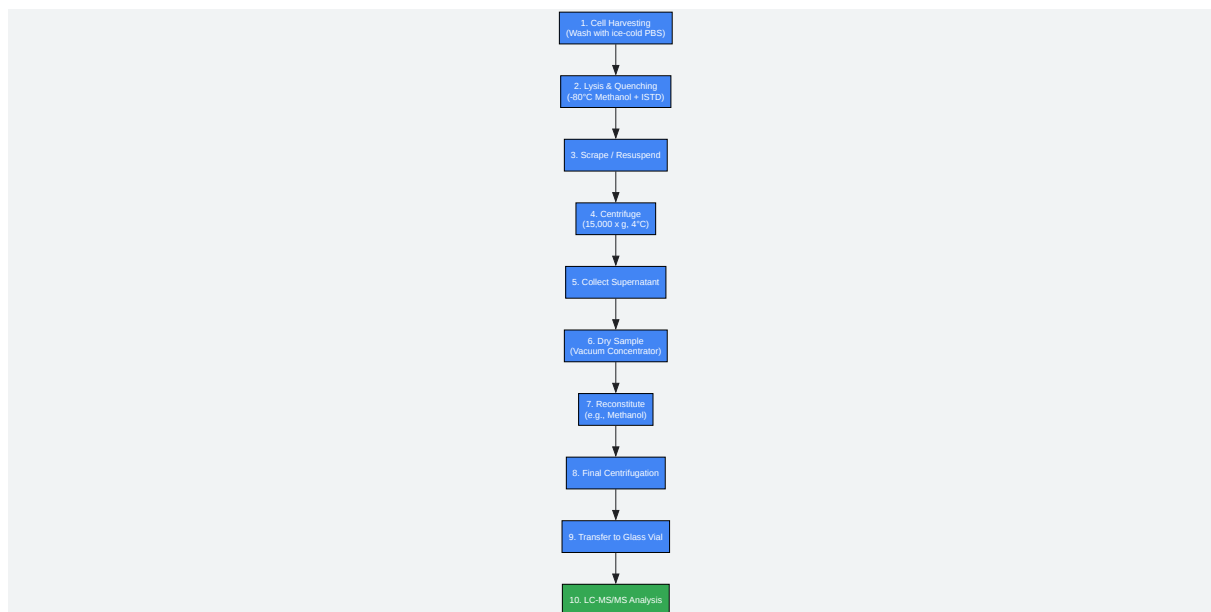 1. Cell Harvesting
(Wash with ice-cold PBS)
2. Lysis & Quenching
(-80°C Methanol + ISTD)
3. Scrape / Resuspend
4. Centrifuge
(15,000 x g, 4°C)
5. Collect Supernatant
6. Dry Sample
(Vacuum Concentrator)
7. Reconstitute
(e.g., Methanol)
8. Final Centrifugation
9. Transfer to Glass Vial
10. LC-MS/MS Analysis